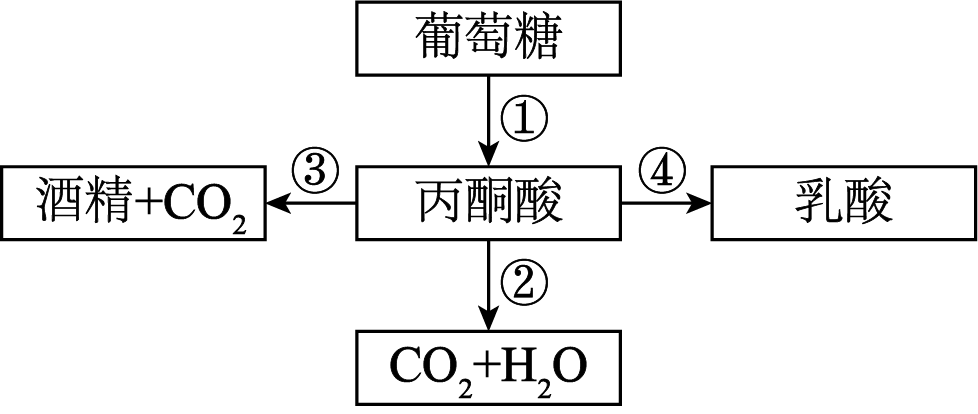 葡萄糖
①
酒精+CO₂
③
丙酮酸
④
乳酸
②
CO₂+H₂O